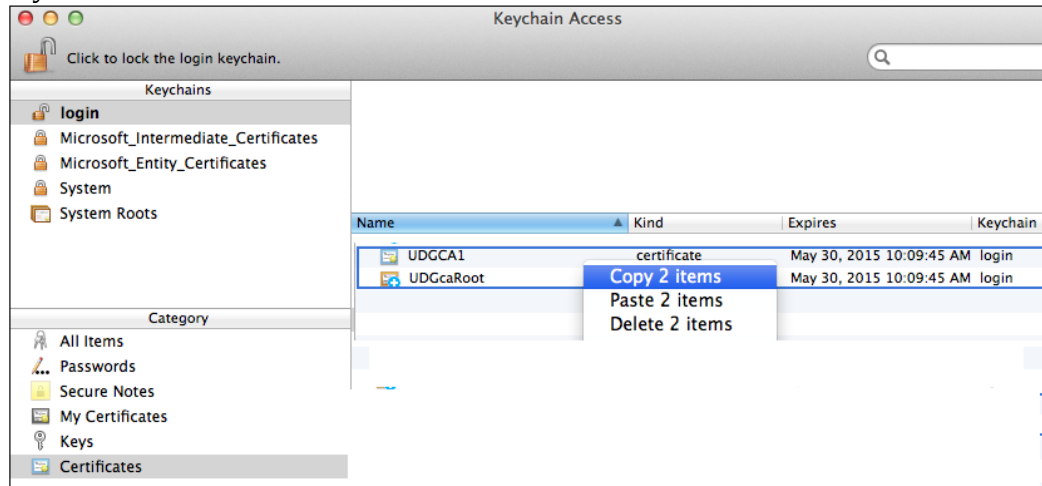 Keychain Access
Click to lock the login keychain.
Keychains
login
Microsoft_Intermediate_Certificates
Microsoft_Entity_Certificates
System
System Roots
Name Kind Expires Keychain
UDGCA1 certificate May 30, 2015 10:09:45 AM login
UDGcaRoot May 30, 2015 10:09:45 AM login
Copy 2 items
Paste 2 items
Delete 2 items
Category
All Items
Passwords
Secure Notes
My Certificates
Keys
Certificates